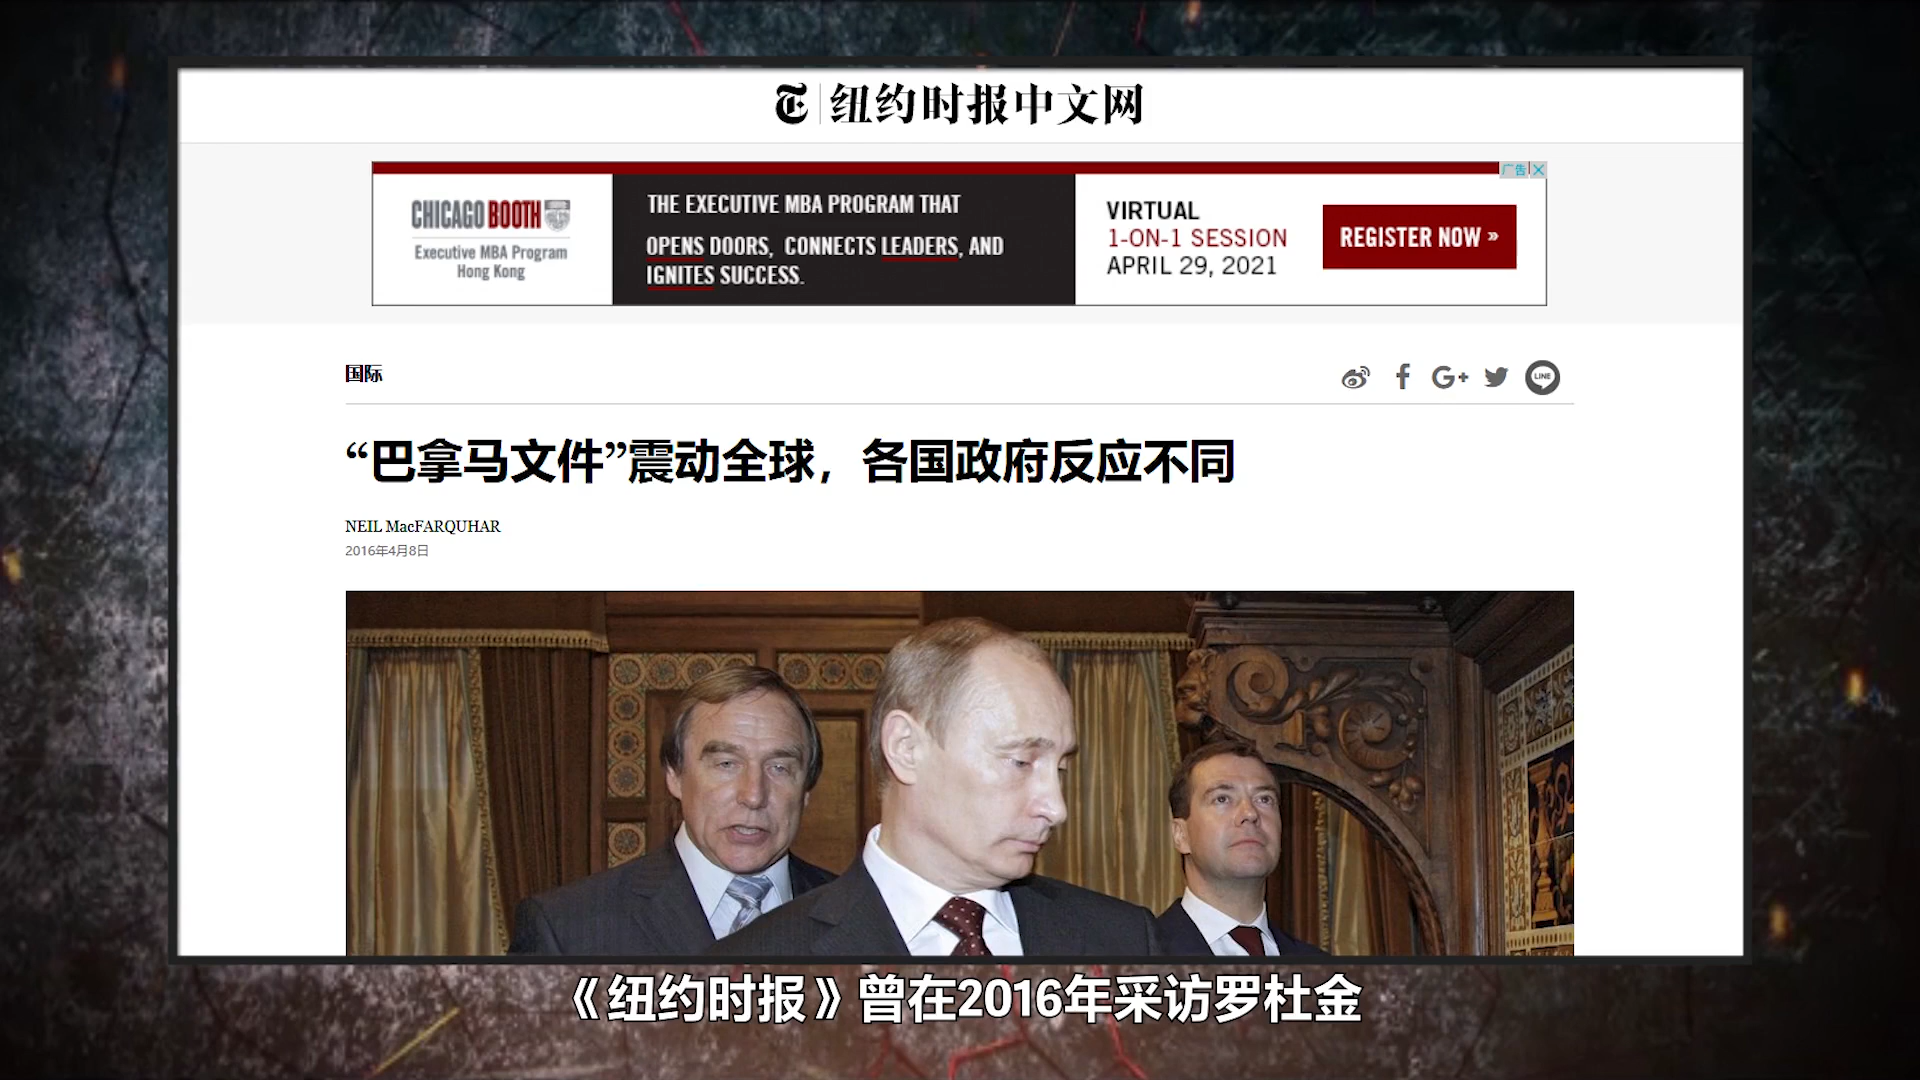 纽约时报中文网
广告
CHICAGO BOOTH
Executive MBA Program
Hong Kong
THE EXECUTIVE MBA PROGRAM THAT
OPENS DOORS, CONNECTS LEADERS, AND
IGNITES SUCCESS.
VIRTUAL
1-ON-1 SESSION
APRIL 29, 2021
REGISTER NOW »
国际
G+
LINE
“巴拿马文件”震动全球，各国政府反应不同
NEIL MacFARQUHAR
2016年4月8日
《纽约时报》曾在2016年采访罗杜金